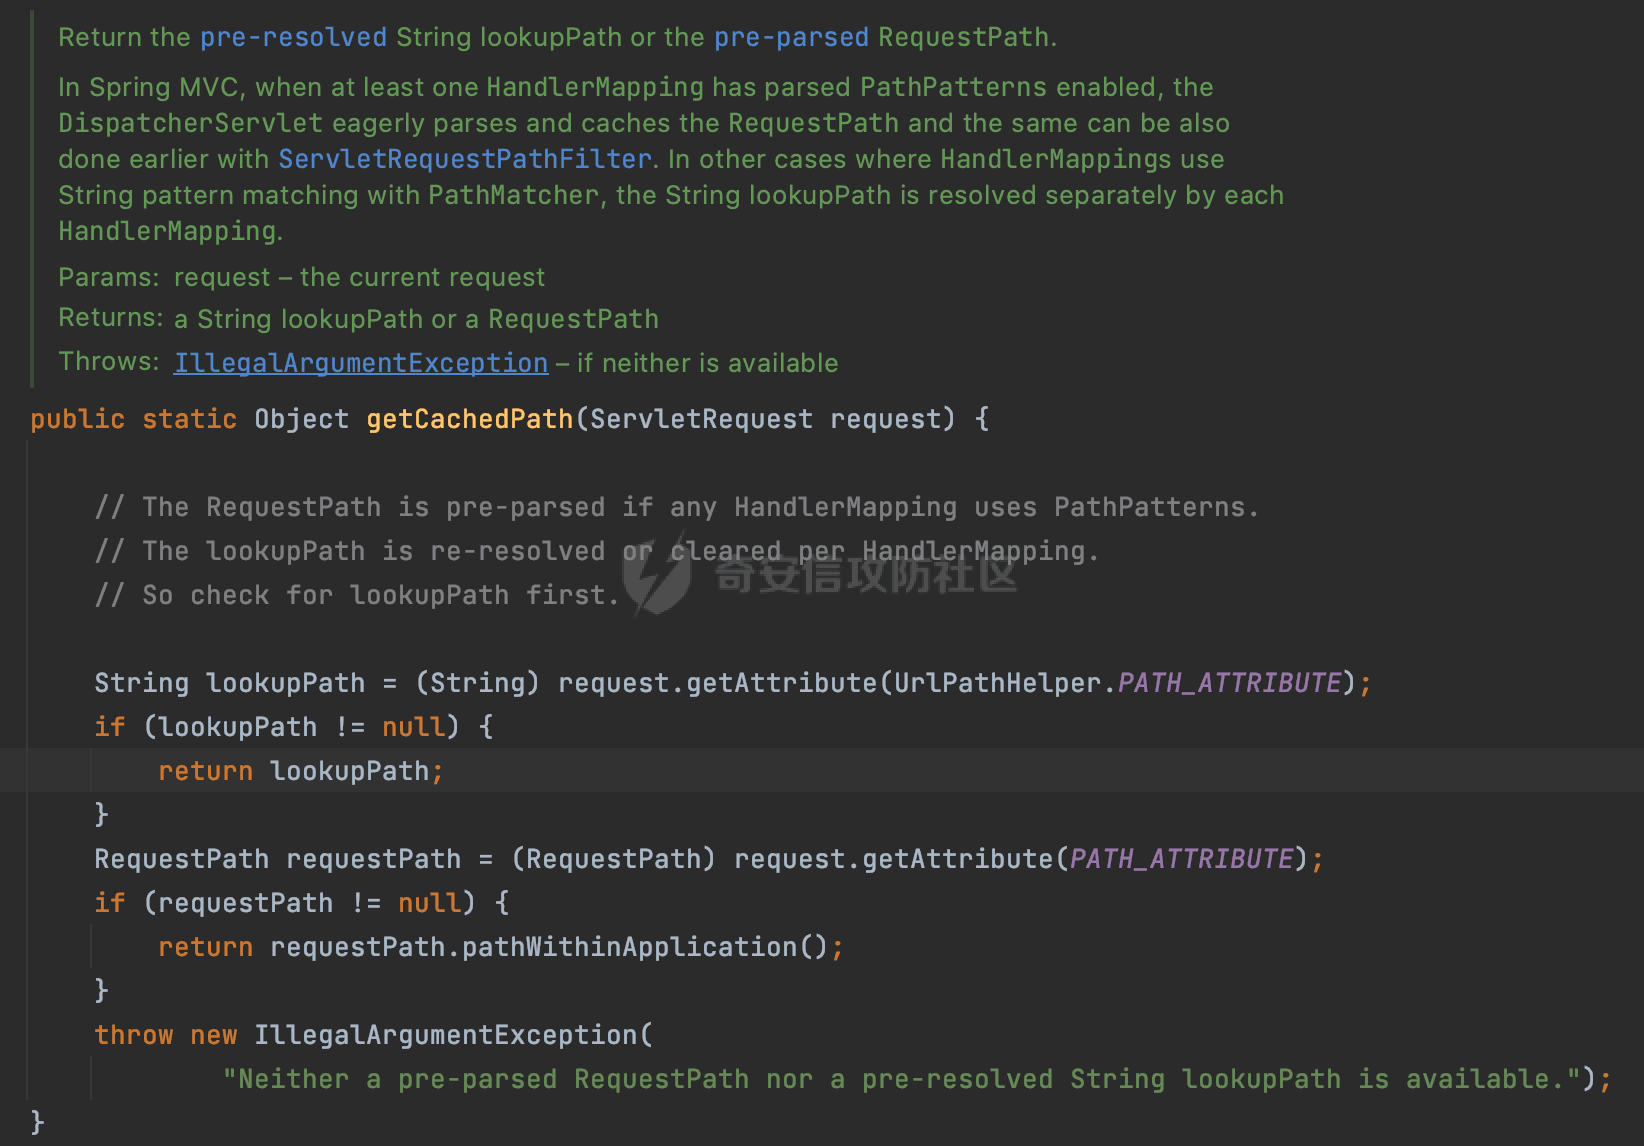 Return the pre-resolved String lookupPath or the pre-parsed RequestPath.
In Spring MVC, when at least one HandlerMapping has parsed PathPatterns enabled, the
DispatcherServlet eagerly parses and caches the RequestPath and the same can be also
done earlier with ServletRequestPathFilter. In other cases where HandlerMappings use
String pattern matching with PathMatcher, the String lookupPath is resolved separately by each
HandlerMapping.
Params: request – the current request
Returns: a String lookupPath or a RequestPath
Throws: IllegalArgumentException – if neither is available
public static Object getCachedPath(ServletRequest request) {
// The RequestPath is pre-parsed if any HandlerMapping uses PathPatterns.
// The lookupPath is re-resolved or cleared per HandlerMapping.
奇安信攻防社区
// So check for lookupPath first.
String lookupPath = (String) request.getAttribute(UrlPathHelper.PATH_ATTRIBUTE);
if (lookupPath != null) {
return lookupPath;
}
RequestPath requestPath = (RequestPath) request.getAttribute(PATH_ATTRIBUTE);
if (requestPath != null) {
return requestPath.pathWithinApplication();
}
throw new IllegalArgumentException(
"Neither a pre-parsed RequestPath nor a pre-resolved String lookupPath is available.");
}